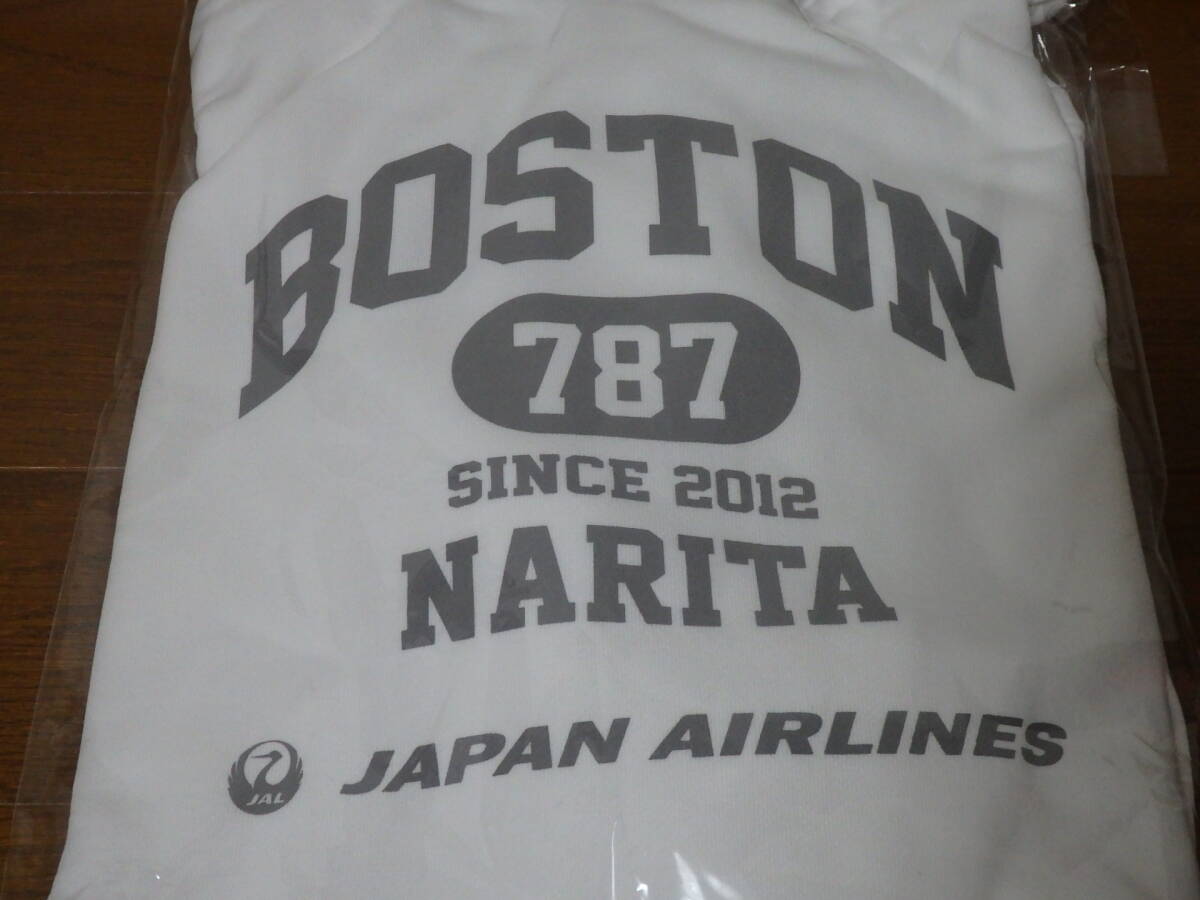 BOSTON
787
SINCE 2012
NARITA
JAL JAPAN AIRLINES